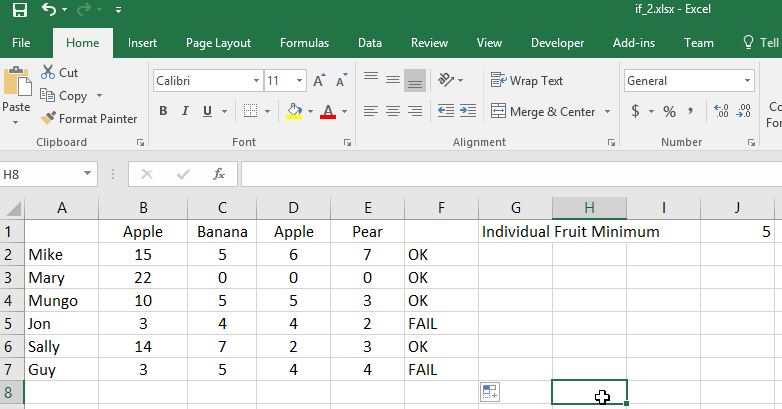 if_2.xlsx - Excel
File Home Insert Page Layout Formulas Data Review View Developer Add-ins Team Tell
Paste Cut Calibri 11 A A Wrap Text General
Copy B I U A Merge & Center $ % , .0 .00 .00 .0
Format Painter
Clipboard Font Alignment Number
H8 fx
A B C D E F G H I J
1 Apple Banana Apple Pear Individual Fruit Minimum 5
2 Mike 15 5 6 7 OK
3 Mary 22 0 0 0 OK
4 Mungo 10 5 5 3 OK
5 Jon 3 4 4 2 FAIL
6 Sally 14 7 2 3 OK
7 Guy 3 5 4 4 FAIL
8